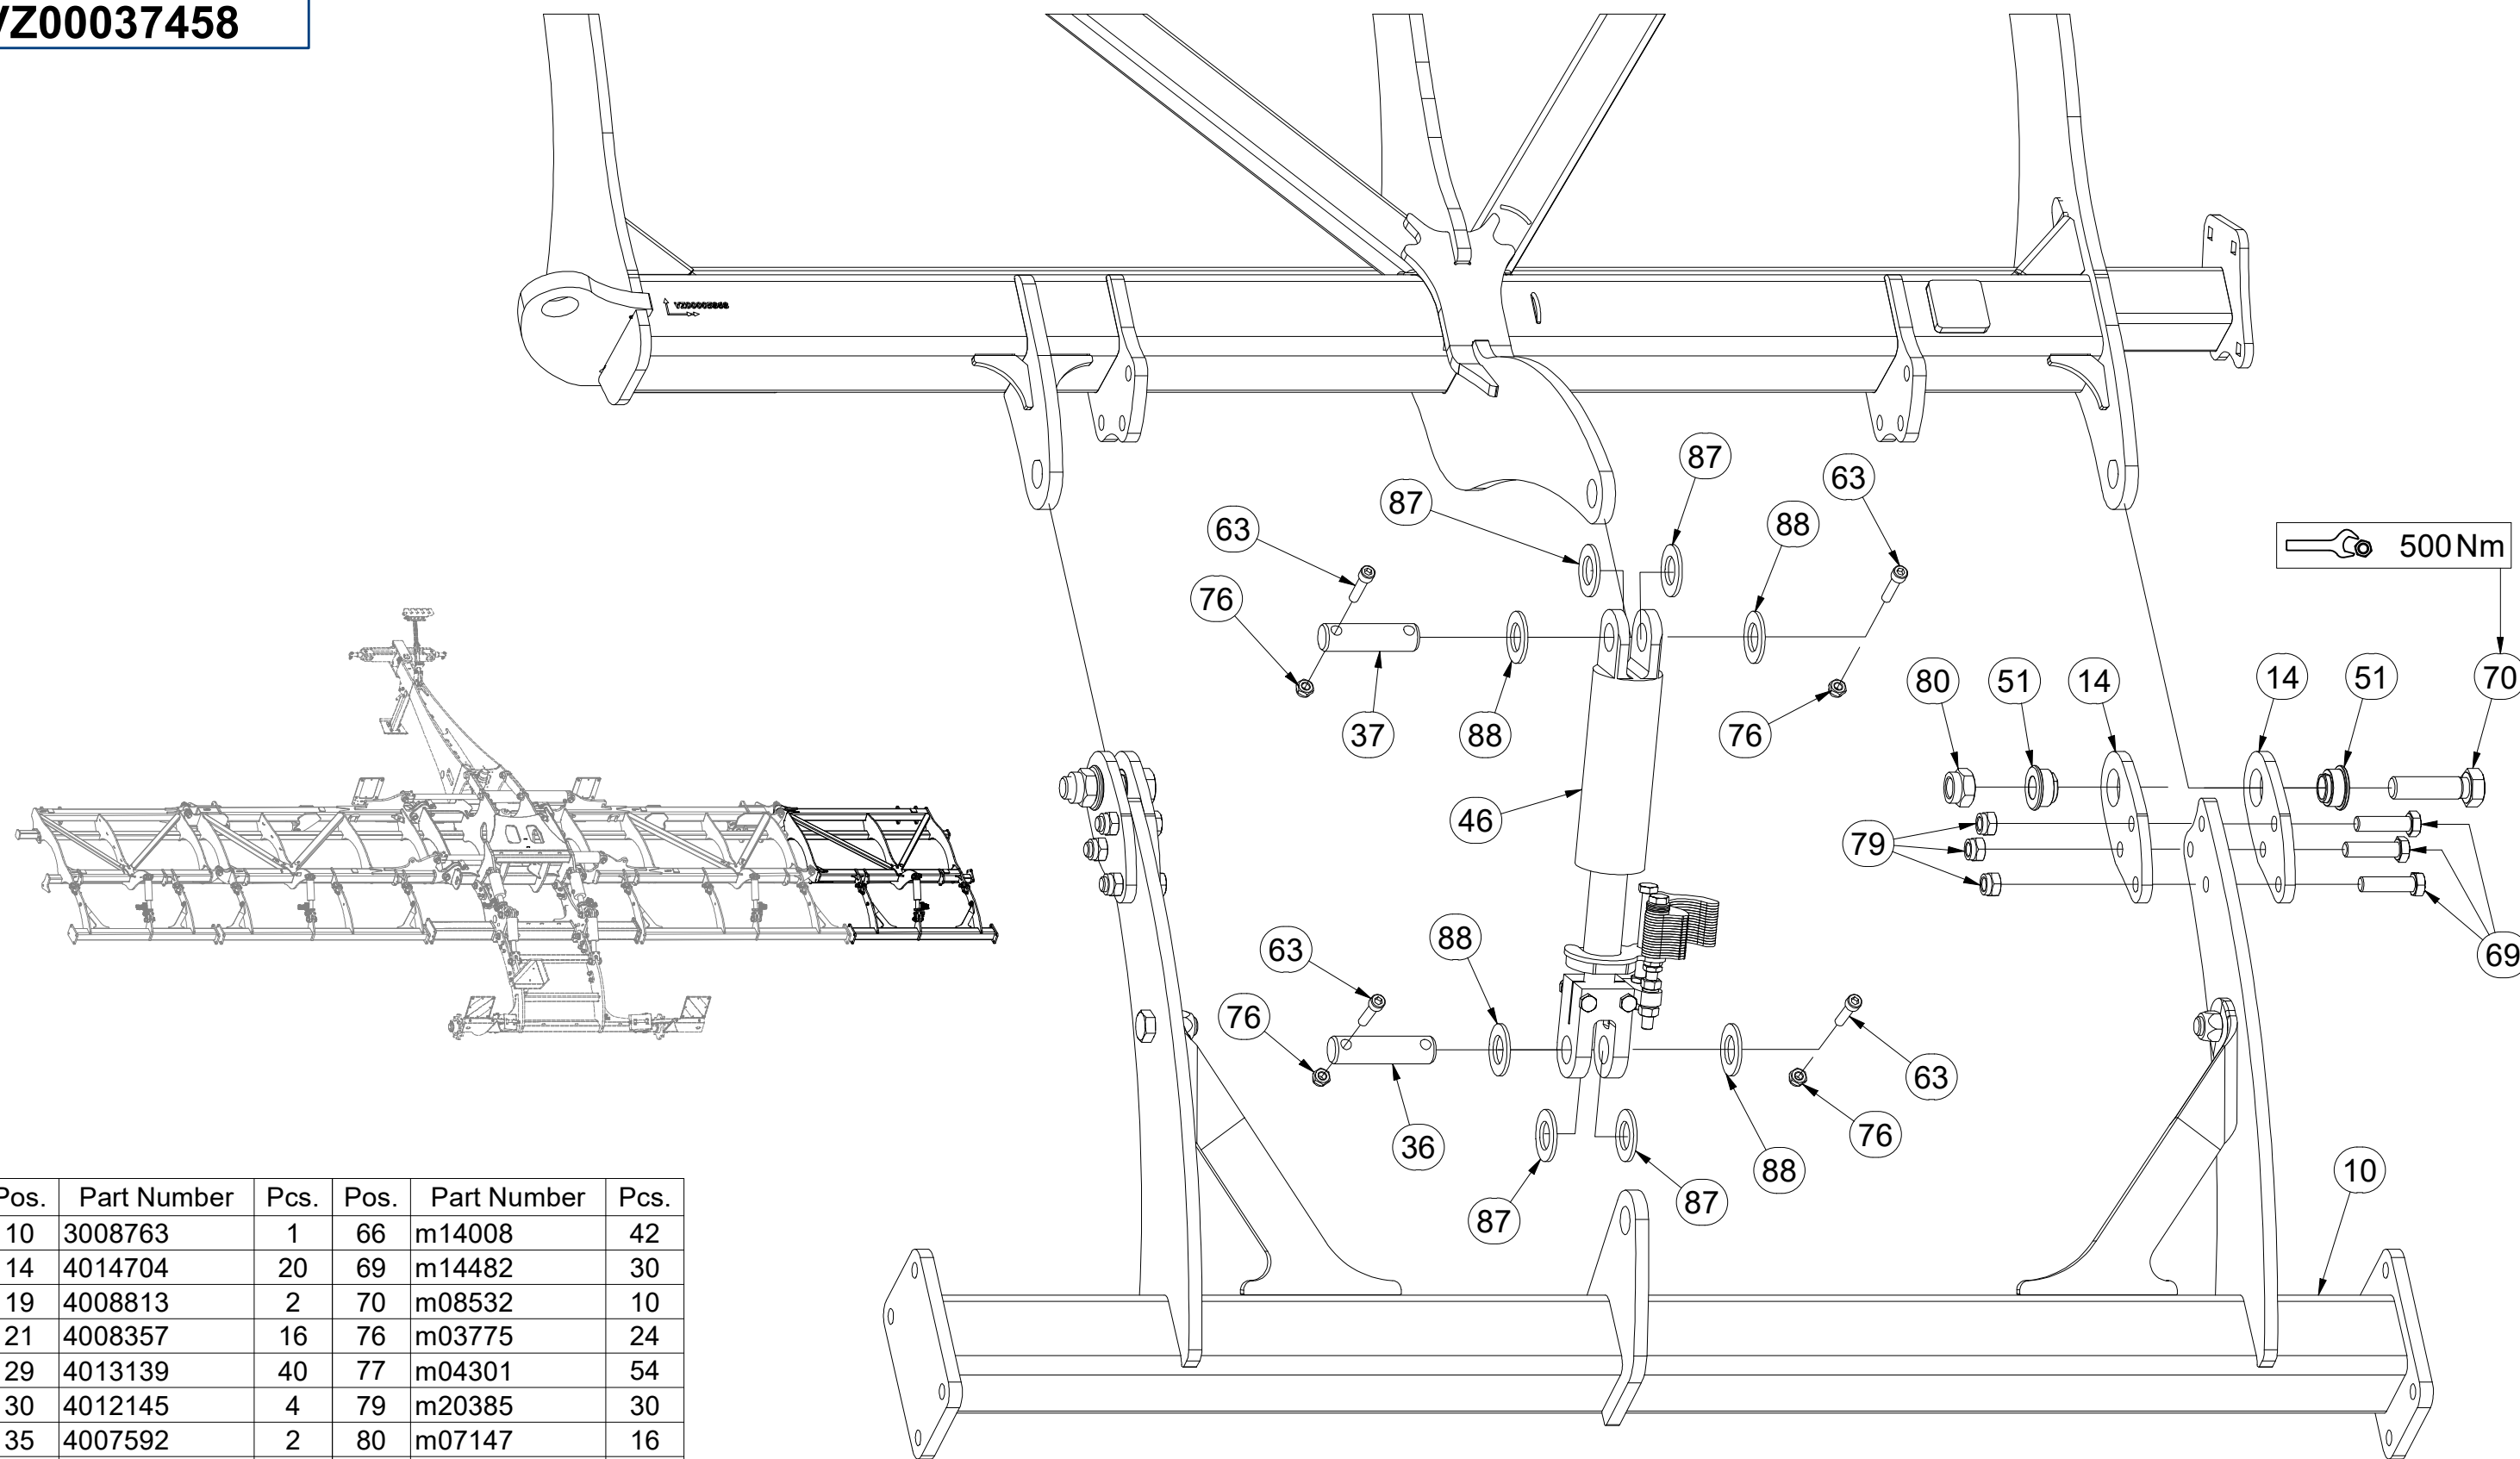 VZ00037458
VZ00005868
87
87
63
63
88
500 Nm
76
80
51
14
14
51
70
37
88
76
46
79
63
88
69
76
63
36
76
88
10
87
87
Pos. Part Number Pcs. Pos. Part Number Pcs.
10 3008763 1 66 m14008 42
14 4014704 20 69 m14482 30
19 4008813 2 70 m08532 10
21 4008357 16 76 m03775 24
29 4013139 40 77 m04301 54
30 4012145 4 79 m20385 30
35 4007592 2 80 m07147 16